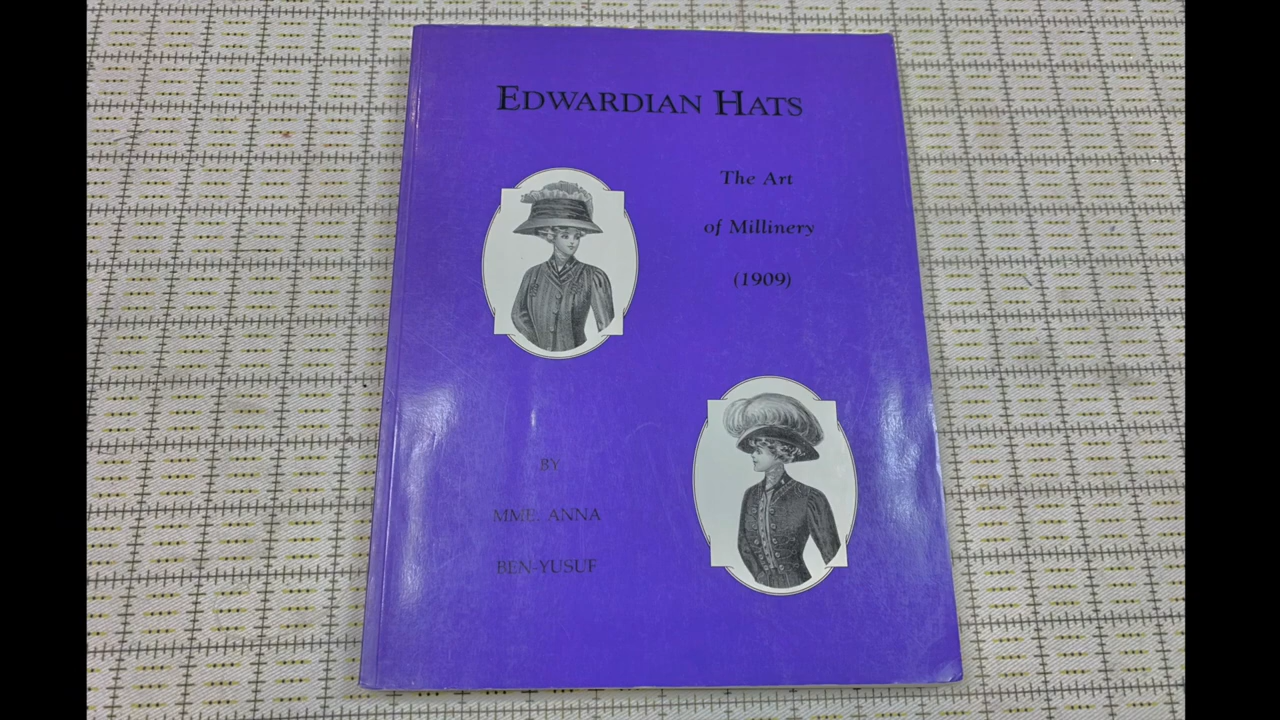 EDWARDIAN HATS
The Art
of Millinery
(1909)
BY
MME. ANNA
BEN-YUSUF